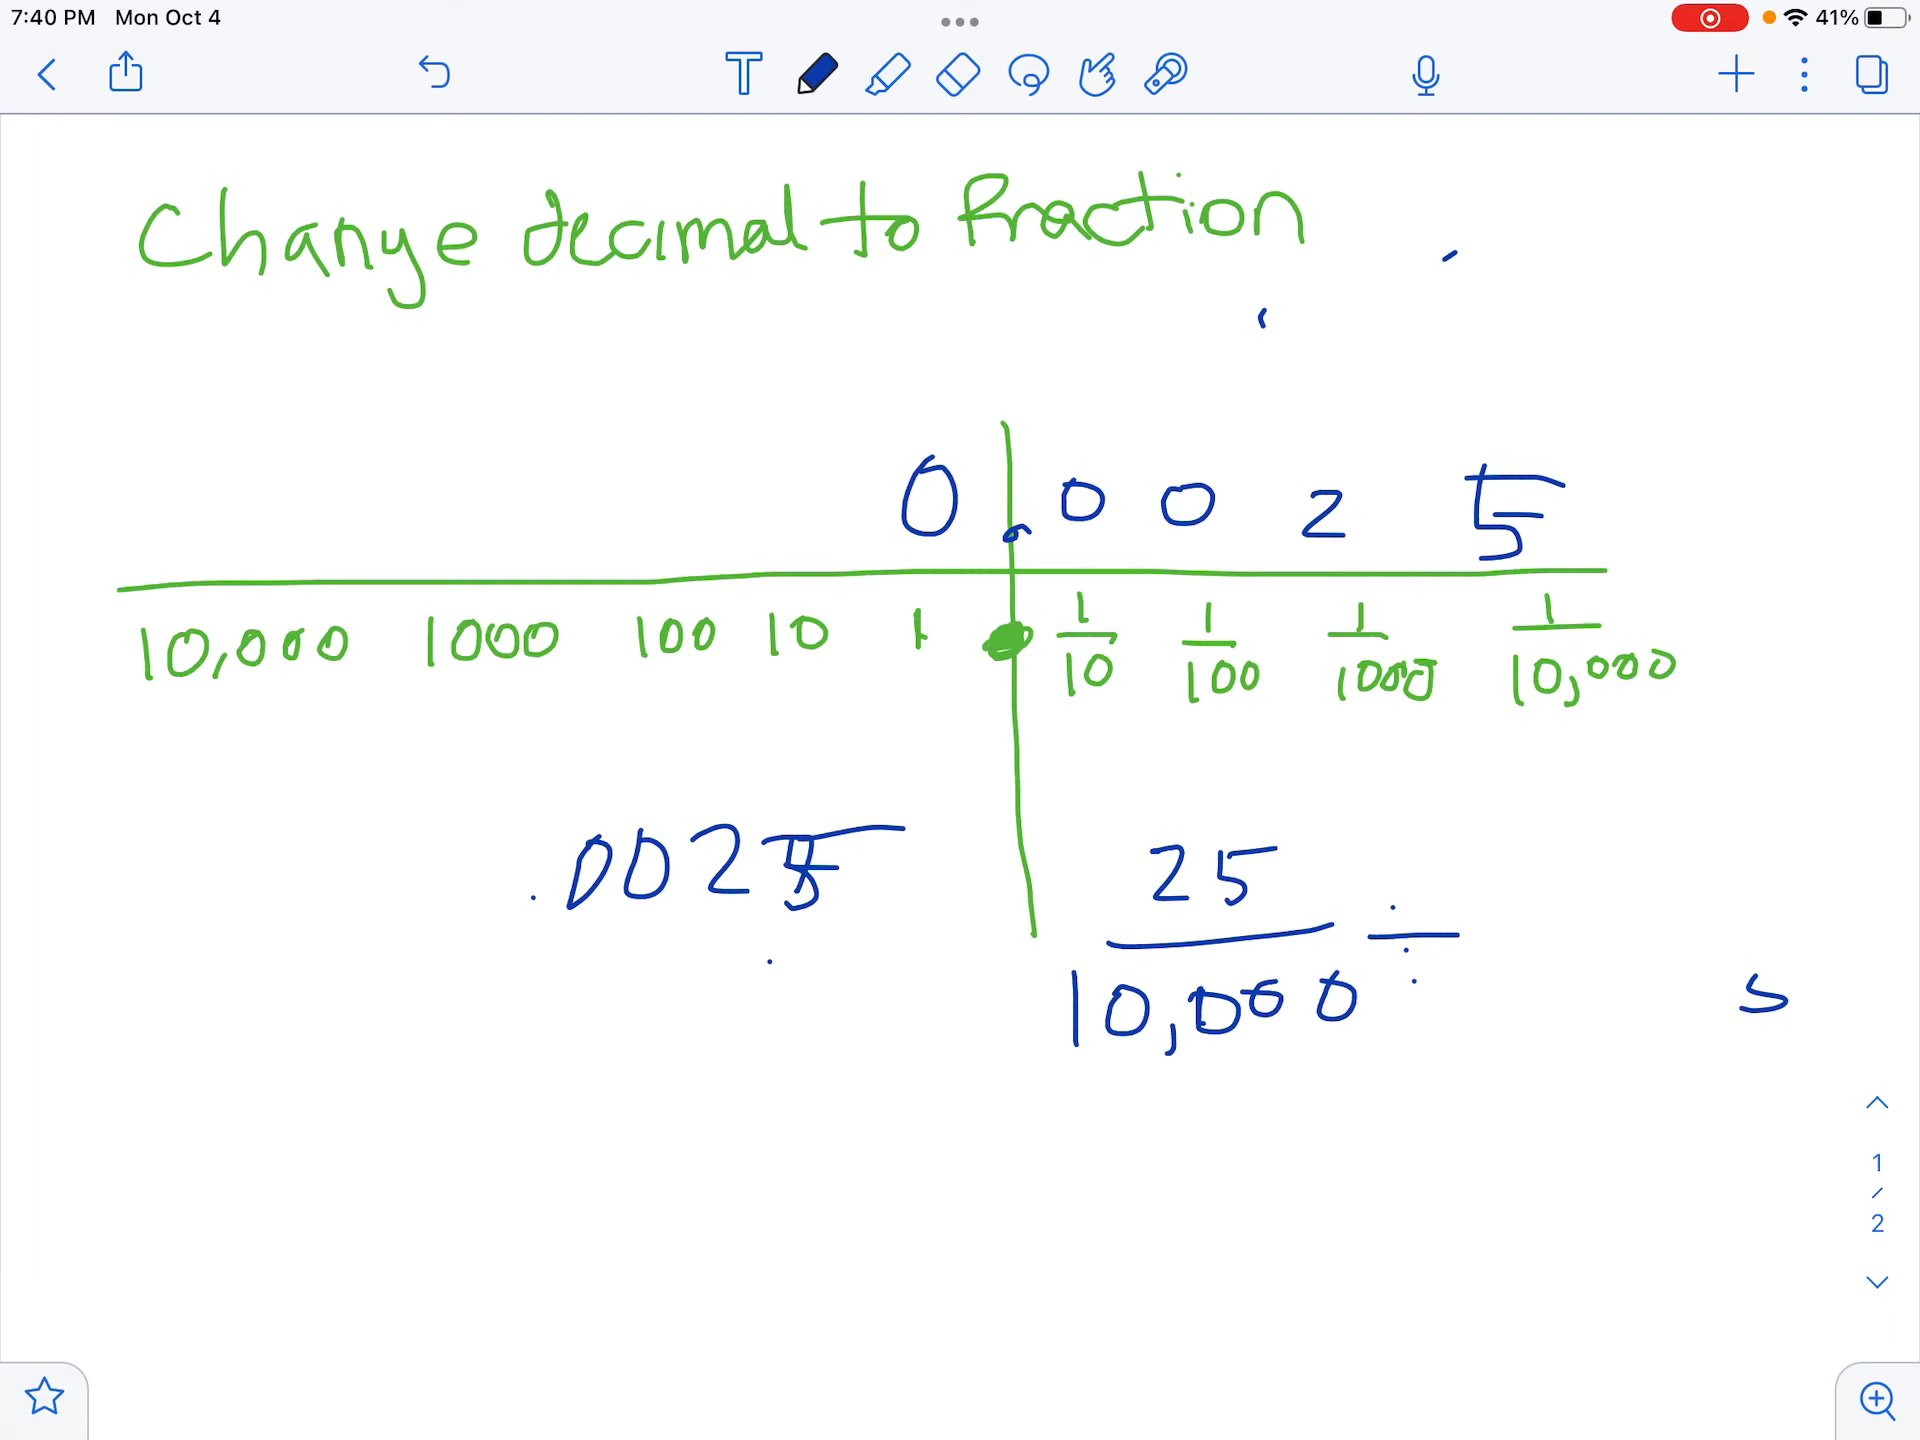 7:40 PM Mon Oct 4
41%
T
Change decimal to fraction
0.0025
10,000 1000 100 10 1 1/10 1/100 1/1000 1/10,000
.0025
25/10,000 ÷
s
1
/
2